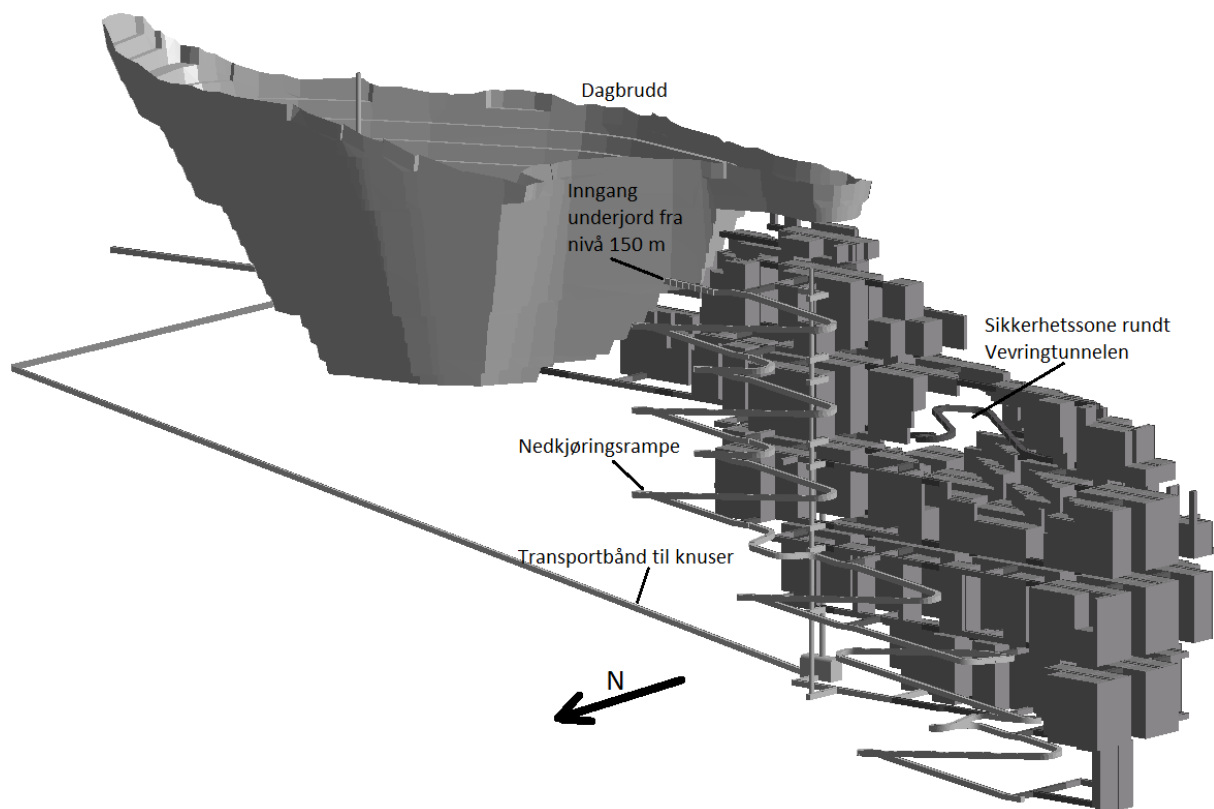 Dagbrudd
Inngang
underjord fra
nivå 150 m
Sikkerhetssone rundt
Vevringtunnelen
Nedkjøringsrampe
Transportbånd til knuser
N